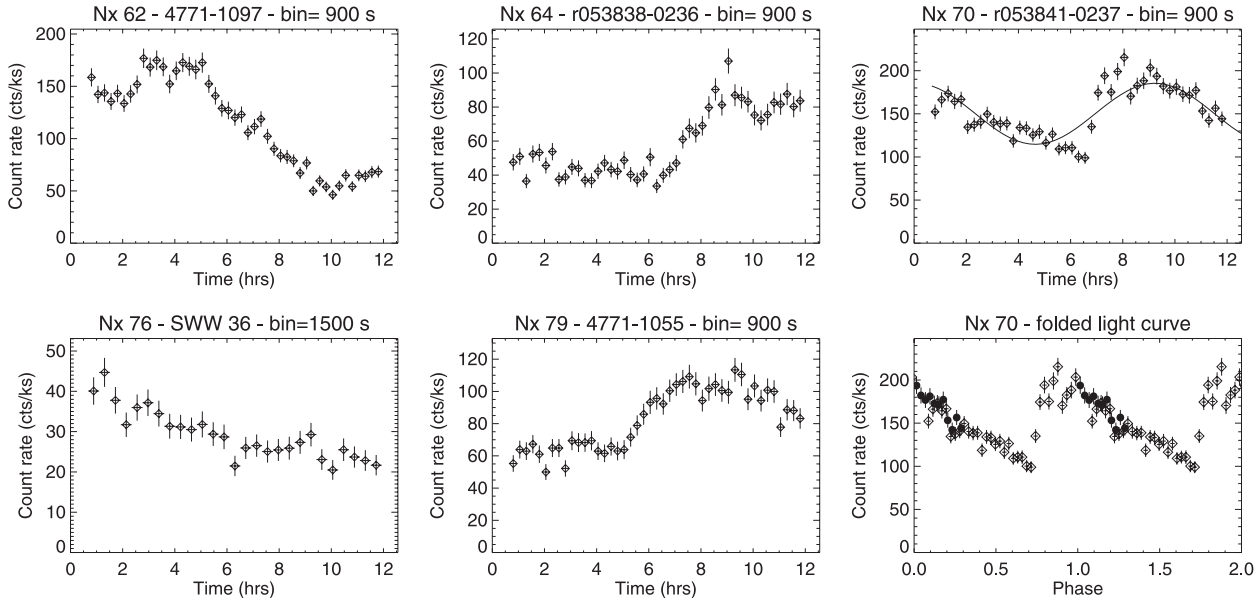 Nx 62 - 4771-1097 - bin= 900 s
Count rate (cts/ks)
200
150
100
50
0
0 2 4 6 8 10 12
Time (hrs)
Nx 64 - r053838-0236 - bin= 900 s
Count rate (cts/ks)
120
100
80
60
40
20
0
0 2 4 6 8 10 12
Time (hrs)
Nx 70 - r053841-0237 - bin= 900 s
Count rate (cts/ks)
200
150
100
50
0
0 2 4 6 8 10 12
Time (hrs)
Nx 76 - SWW 36 - bin=1500 s
Count rate (cts/ks)
50
40
30
20
10
0
0 2 4 6 8 10 12
Time (hrs)
Nx 79 - 4771-1055 - bin= 900 s
Count rate (cts/ks)
120
100
80
60
40
20
0
0 2 4 6 8 10 12
Time (hrs)
Nx 70 - folded light curve
Count rate (cts/ks)
200
150
100
50
0
0.0 0.5 1.0 1.5 2.0
Phase